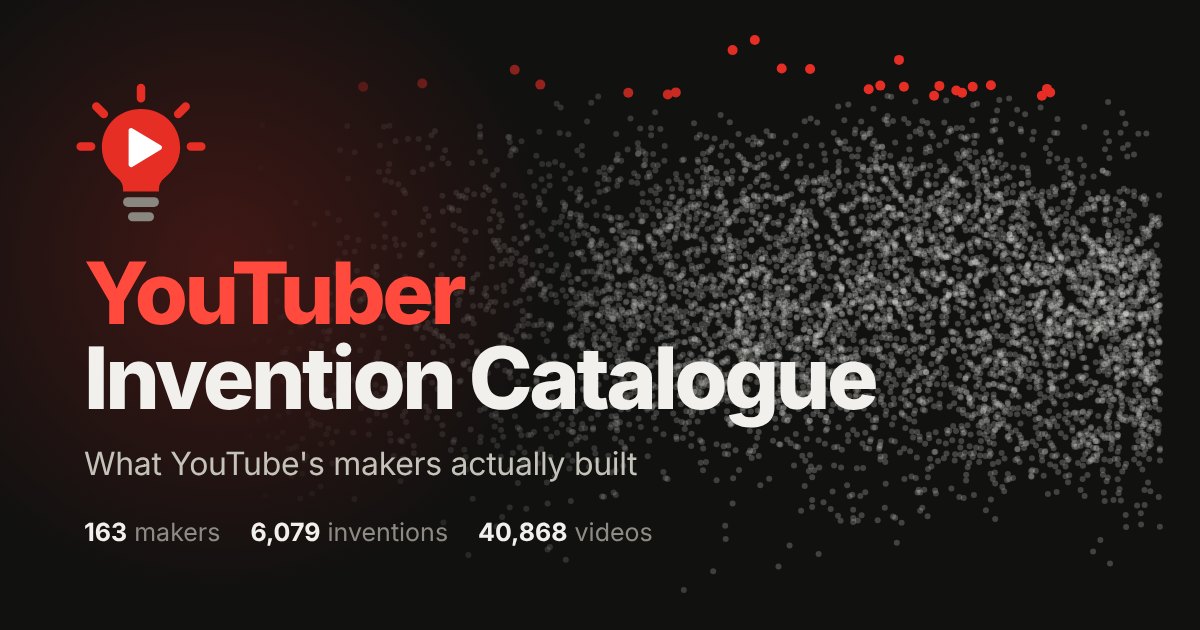 YouTuber
Invention Catalogue
What YouTube's makers actually built
163 makers 6,079 inventions 40,868 videos